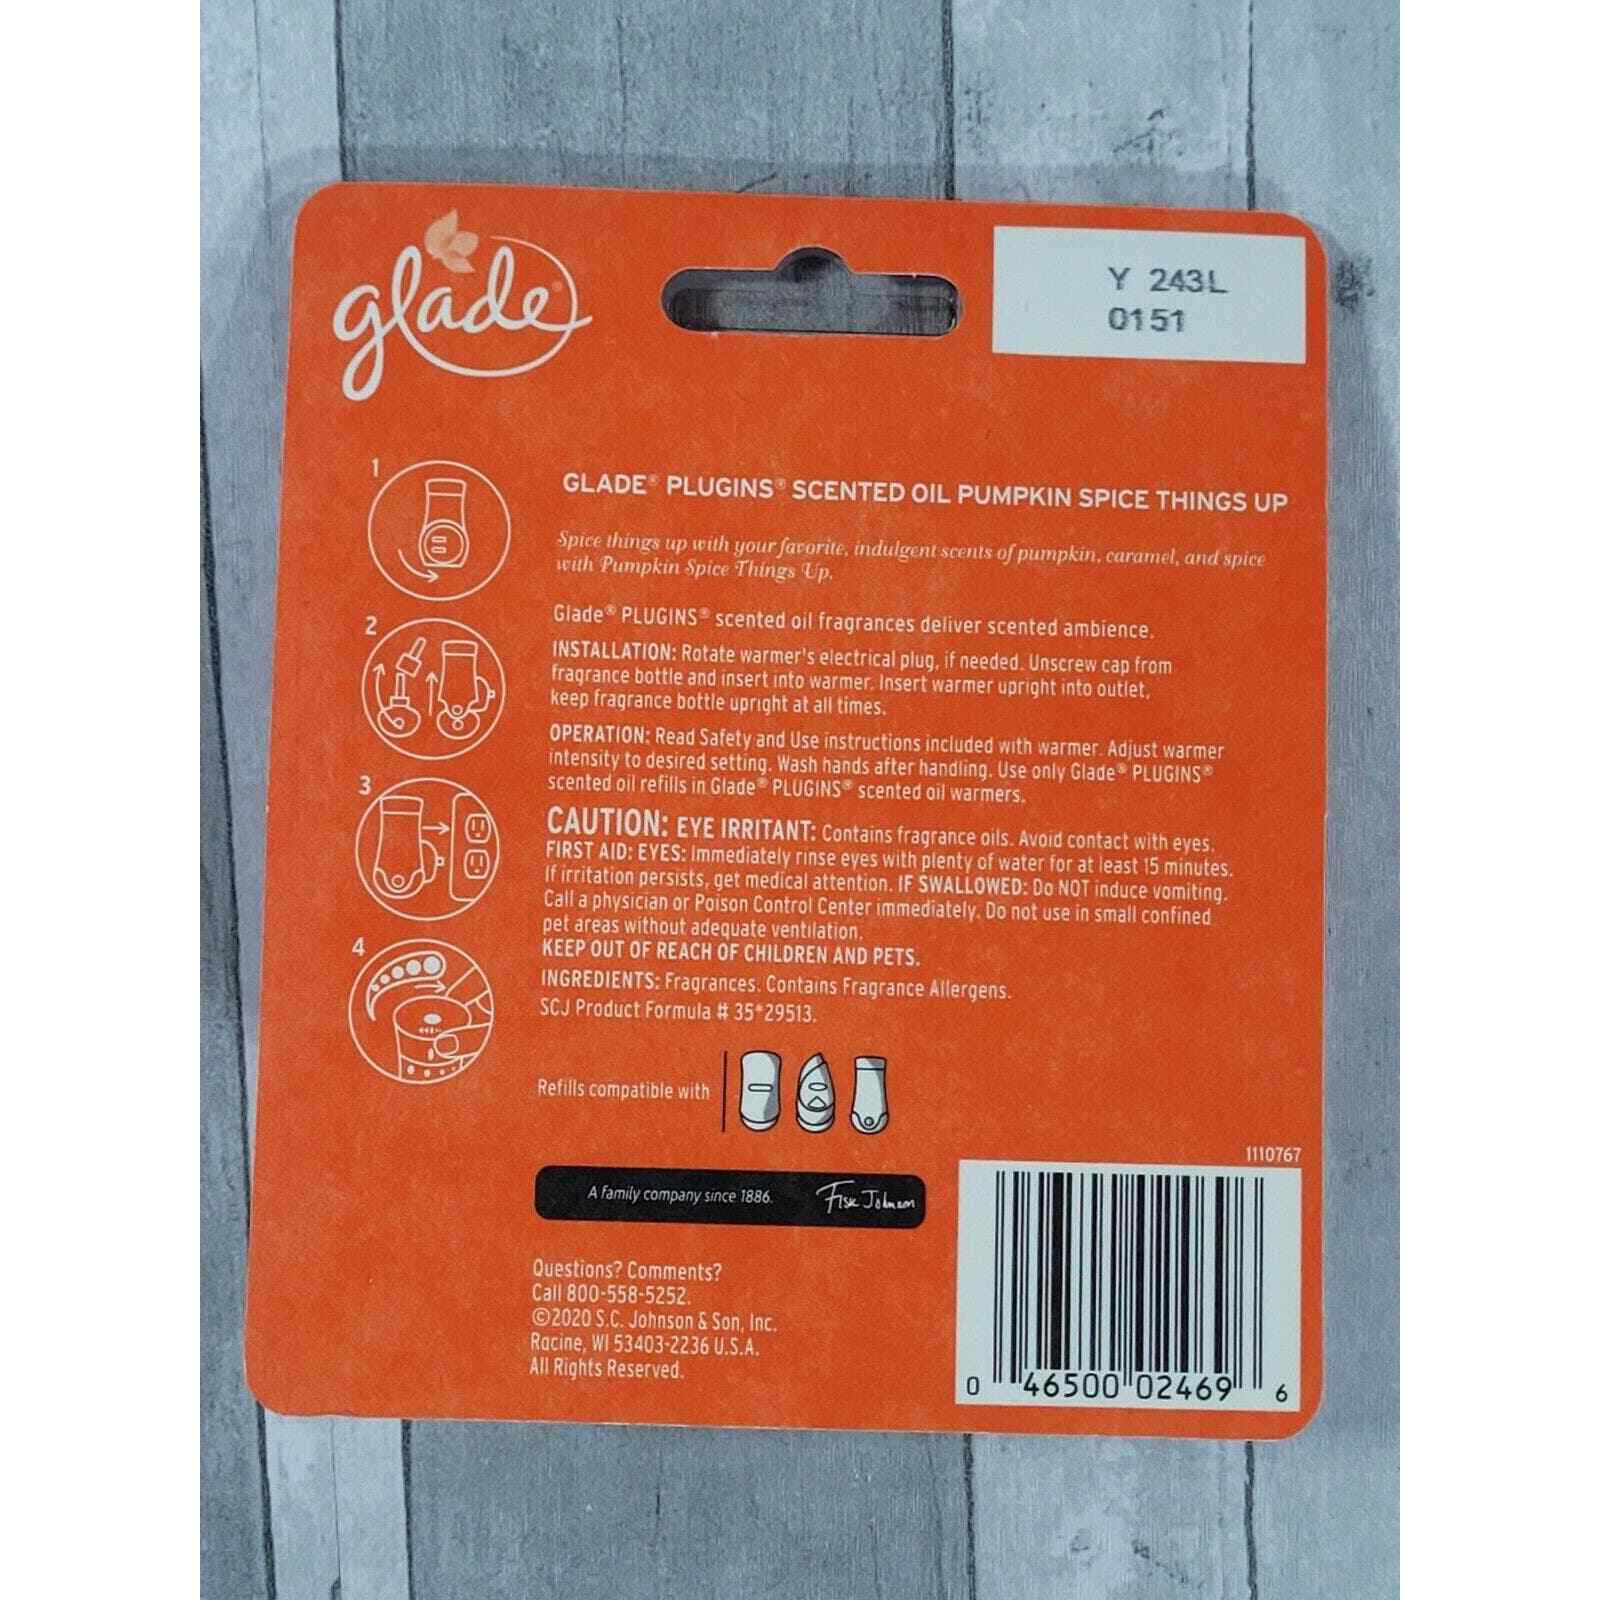 glade®
Y 243L
0151
1
2
3
4
GLADE® PLUGINS® SCENTED OIL PUMPKIN SPICE THINGS UP
Spice things up with your favorite, indulgent scents of pumpkin, caramel, and spice
with Pumpkin Spice Things Up.
Glade® PLUGINS® scented oil fragrances deliver scented ambience.
INSTALLATION: Rotate warmer's electrical plug, if needed. Unscrew cap from
fragrance bottle and insert into warmer. Insert warmer upright into outlet,
keep fragrance bottle upright at all times.
OPERATION: Read Safety and Use instructions included with warmer. Adjust warmer
intensity to desired setting. Wash hands after handling. Use only Glade® PLUGINS®
scented oil refills in Glade® PLUGINS® scented oil warmers.
CAUTION: EYE IRRITANT: Contains fragrance oils. Avoid contact with eyes.
FIRST AID: EYES: Immediately rinse eyes with plenty of water for at least 15 minutes.
If irritation persists, get medical attention. IF SWALLOWED: Do NOT induce vomiting.
Call a physician or Poison Control Center immediately. Do not use in small confined
pet areas without adequate ventilation.
KEEP OUT OF REACH OF CHILDREN AND PETS.
INGREDIENTS: Fragrances. Contains Fragrance Allergens.
SCJ Product Formula # 35*29513.
Refills compatible with
A family company since 1886. Fisk Johnson
Questions? Comments?
Call 800-558-5252.
©2020 S.C. Johnson & Son, Inc.
Racine, WI 53403-2236 U.S.A.
All Rights Reserved.
1110767
0 46500 02469 6